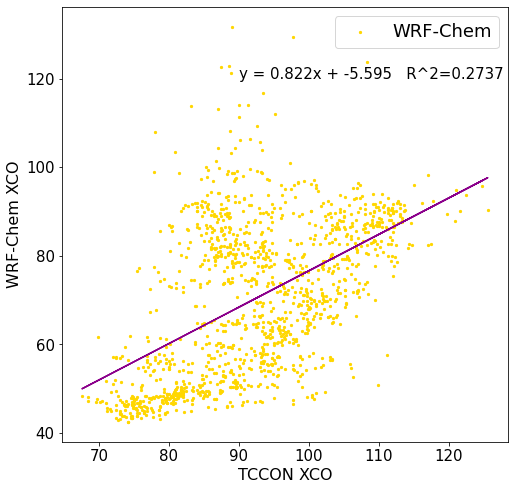 WRF-Chem
y = 0.822x + -5.595 R^2=0.2737
120
100
80
60
40
WRF-Chem XCO
70 80 90 100 110 120
TCCON XCO